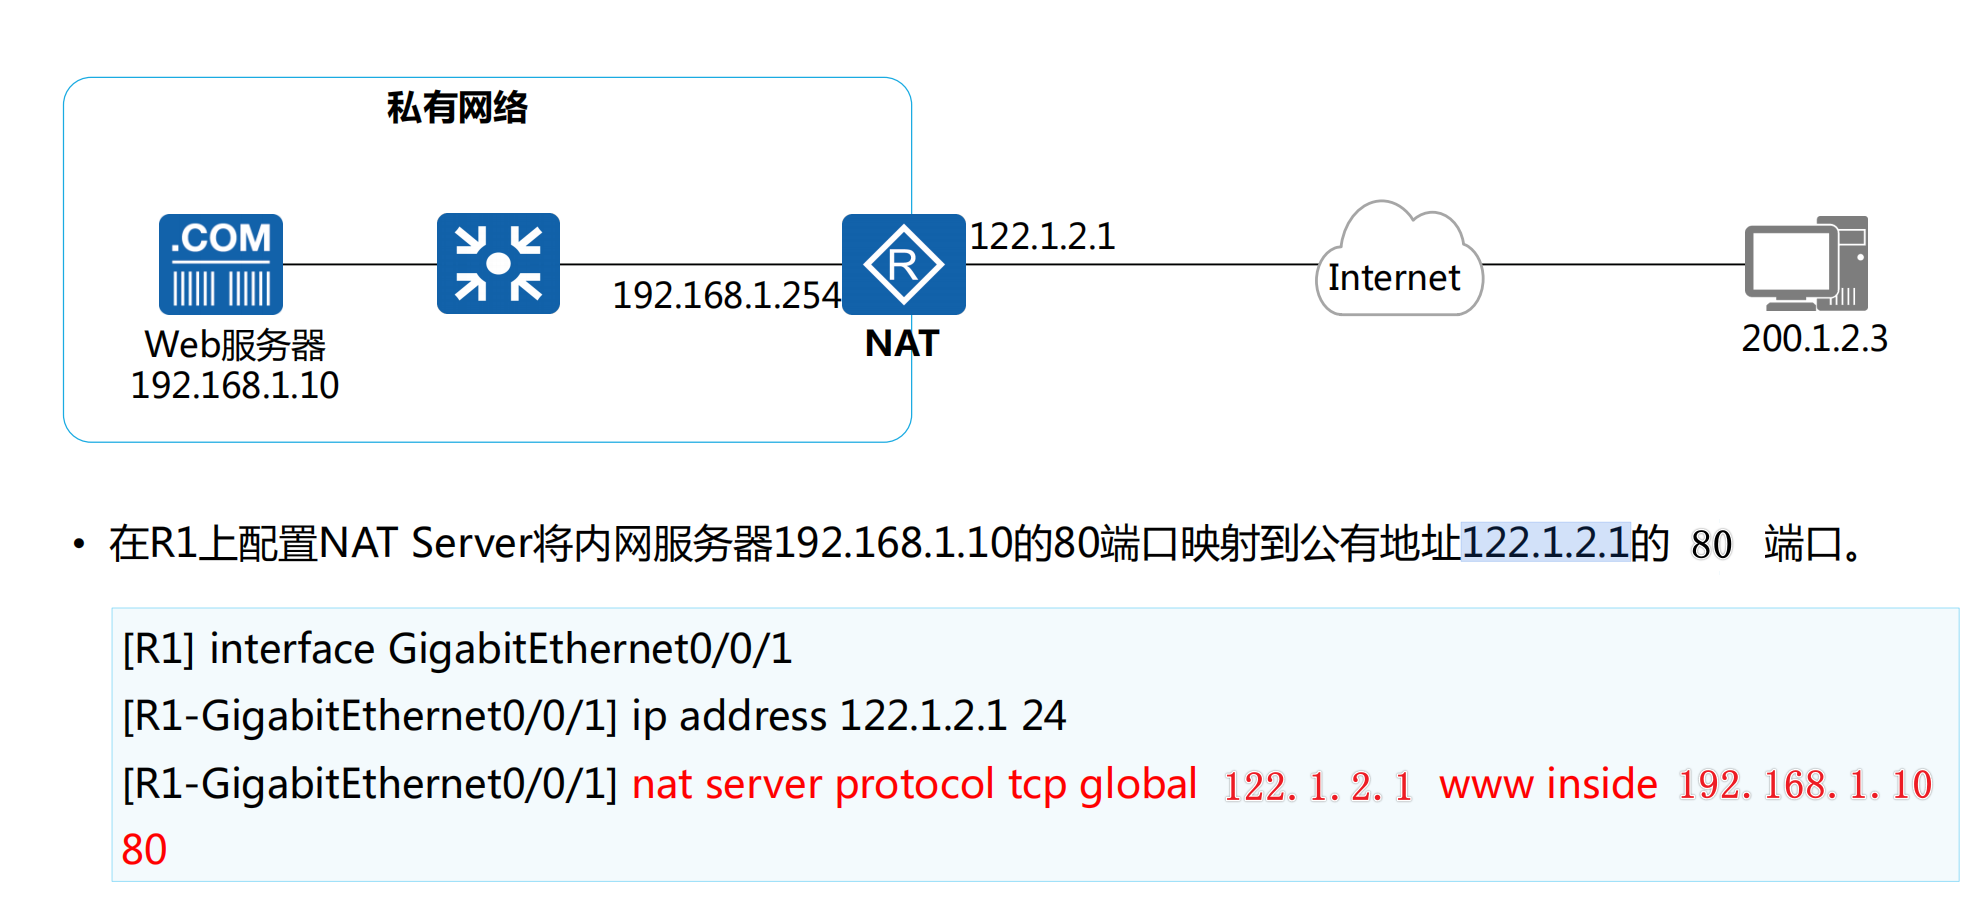 私有网络
.COM
R
122.1.2.1
Internet
192.168.1.254
Web服务器
192.168.1.10
NAT
200.1.2.3
• 在R1上配置NAT Server将内网服务器192.168.1.10的80端口映射到公有地址122.1.2.1的 80 端口。
[R1] interface GigabitEthernet0/0/1
[R1-GigabitEthernet0/0/1] ip address 122.1.2.1 24
[R1-GigabitEthernet0/0/1] nat server protocol tcp global 122.1.2.1 www inside 192.168.1.10
80